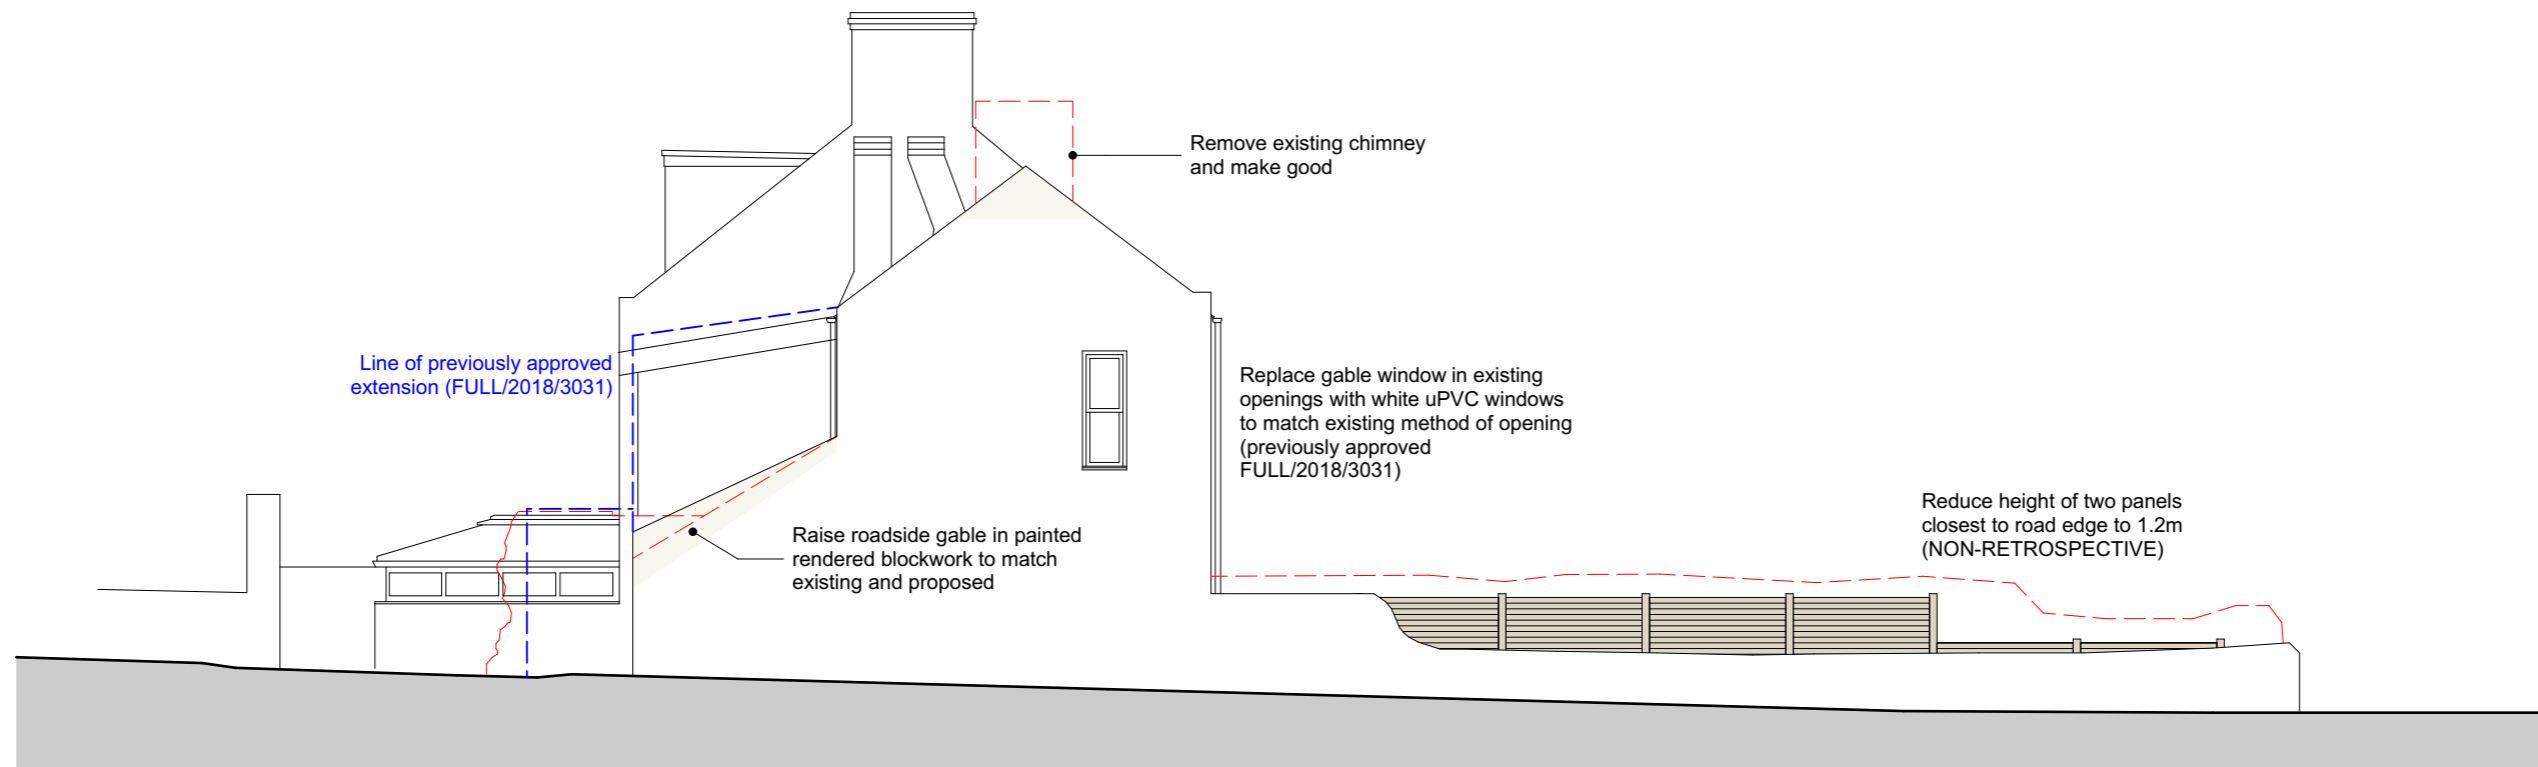 Remove existing chimney
and make good
Line of previously approved
extension (FULL/2018/3031)
Replace gable window in existing
openings with white uPVC windows
to match existing method of opening
(previously approved
FULL/2018/3031)
Raise roadside gable in painted
rendered blockwork to match
existing and proposed
Reduce height of two panels
closest to road edge to 1.2m
(NON-RETROSPECTIVE)